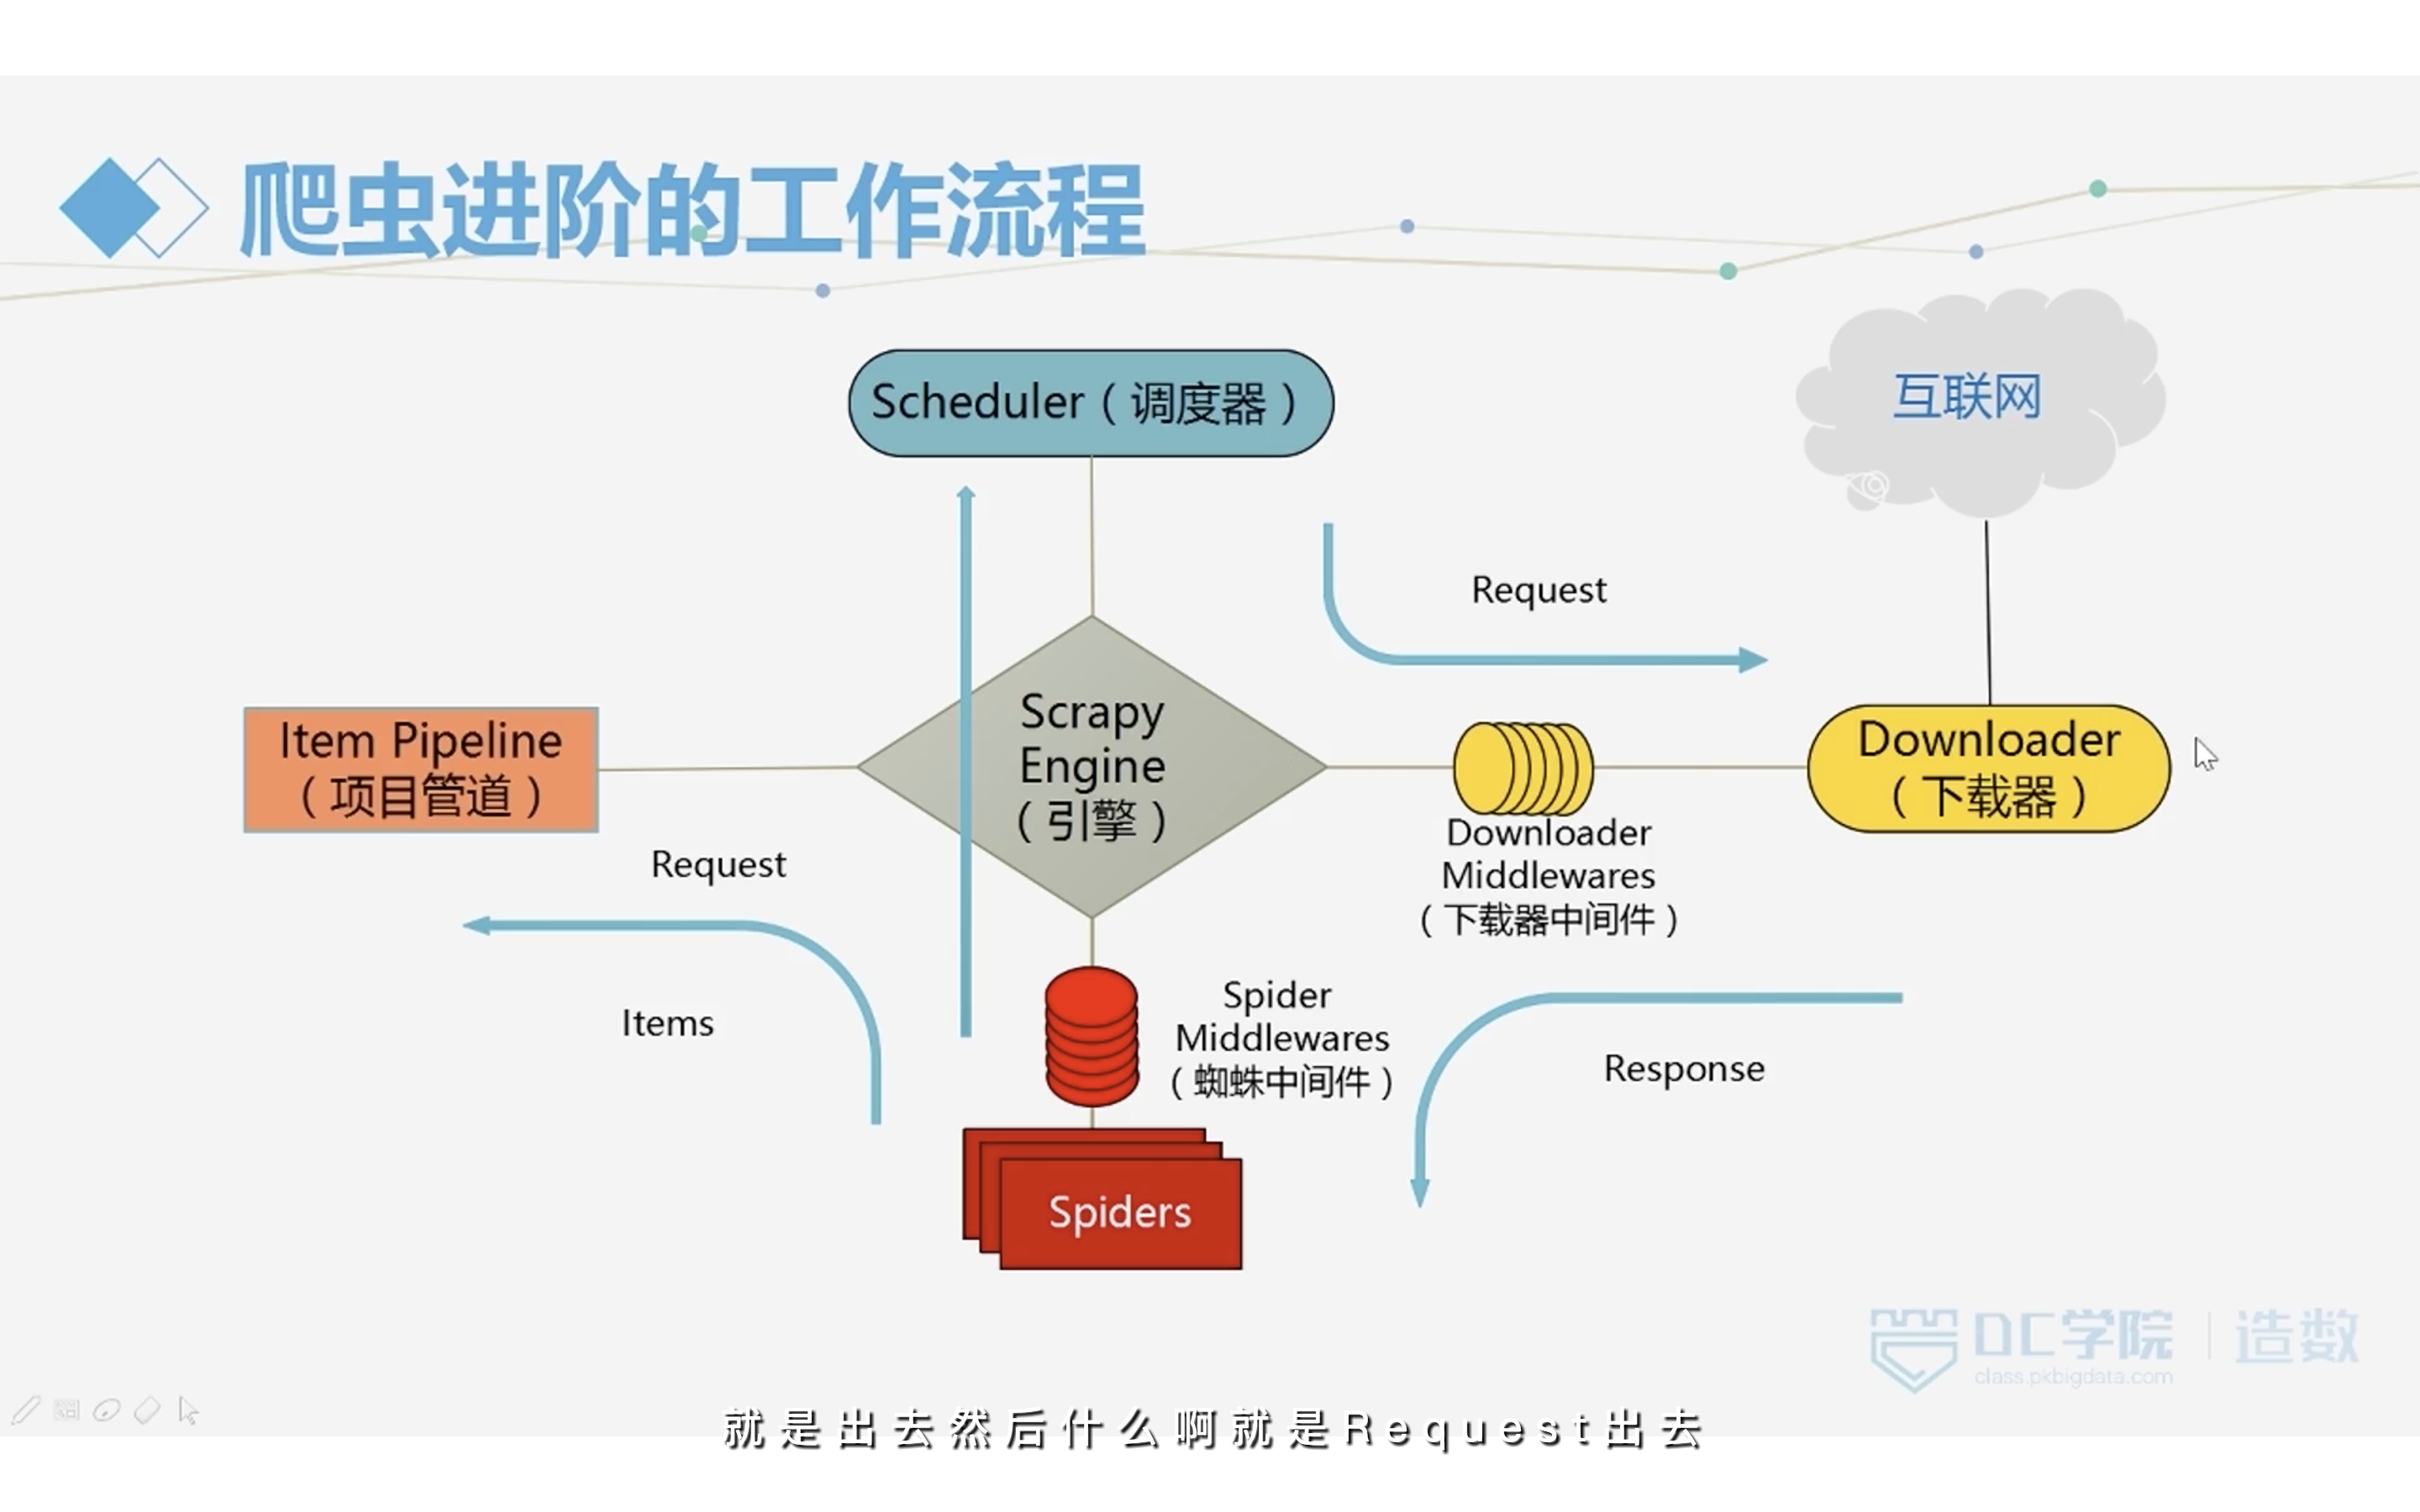 爬虫进阶的工作流程
Scheduler（调度器）
互联网
Request
Scrapy
Engine
（引擎）
Item Pipeline
（项目管道）
Downloader
（下载器）
Downloader
Middlewares
（下载器中间件）
Request
Items
Spider
Middlewares
（蜘蛛中间件）
Response
Spiders
DC学院 | 造数
class.pkbigdata.com
就是出去然后什么啊就是Request出去